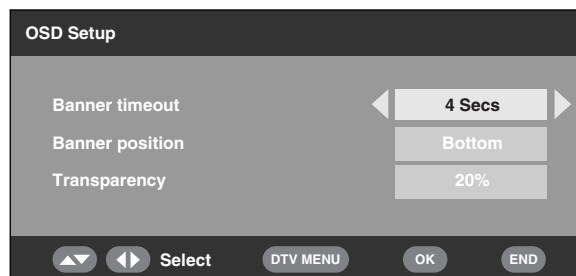 OSD Setup
Banner timeout 4 Secs
Banner position Bottom
Transparency 20%
Select DTV MENU OK END